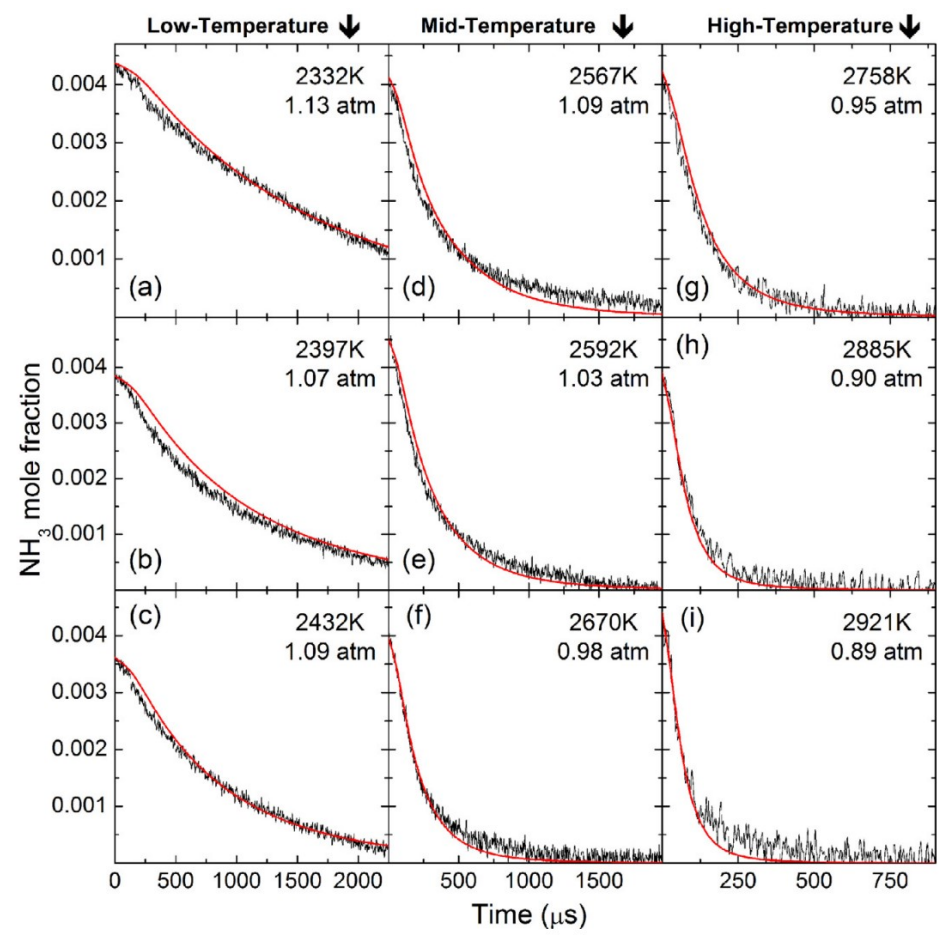 Low-Temperature
Mid-Temperature
High-Temperature
NH3 mole fraction
0.004
0.003
0.002
0.001
2332K
1.13 atm
(a)
2567K
1.09 atm
(d)
2758K
0.95 atm
(g)
0.004
0.003
0.002
0.001
2397K
1.07 atm
(b)
2592K
1.03 atm
(e)
(h)
2885K
0.90 atm
0.004
0.003
0.002
0.001
(c)
2432K
1.09 atm
(f)
2670K
0.98 atm
(i)
2921K
0.89 atm
0 500 1000 1500 2000
500 1000 1500
250 500 750
Time (μs)